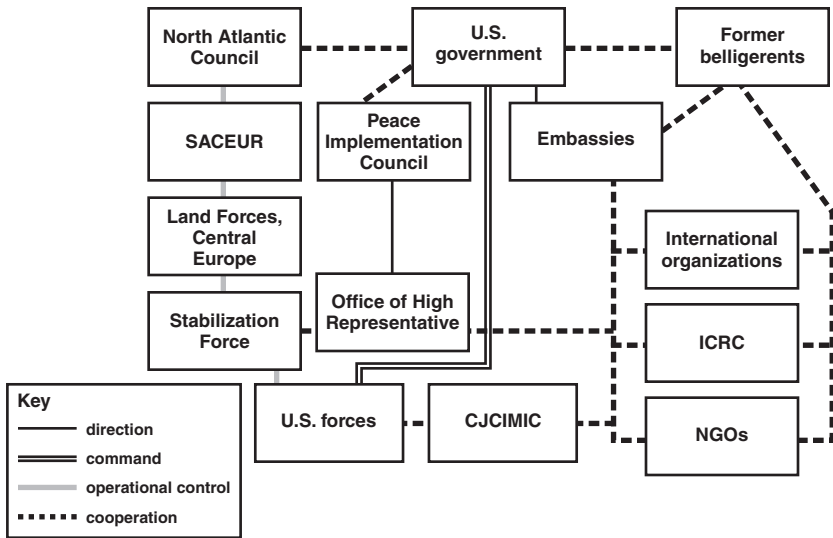 North Atlantic
Council
U.S.
government
Former
belligerents
SACEUR
Peace
Implementation
Council
Embassies
Land Forces,
Central
Europe
International
organizations
Stabilization
Force
Office of High
Representative
ICRC
U.S. forces
CJCIMIC
NGOs
Key
direction
command
operational control
cooperation